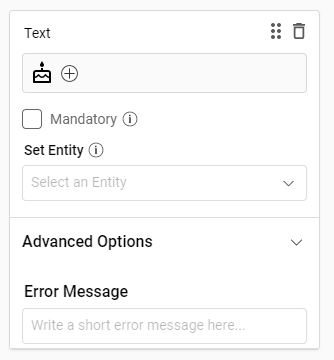 Text
Mandatory
Set Entity
Select an Entity
Advanced Options
Error Message
Write a short error message here...